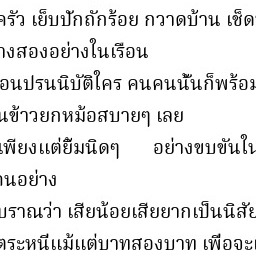 ครัว เย็บปักถักร้อย กวาดบ้าน เช็ด
างสองอย่างในเรือน
อนปรนนิบัติใคร คนคนนั้นก็พร้อม
นข้าวยกหม้อสบายๆ เลย
เพียงแต่ยิ้มนิดๆ อย่างขบขันใน
านอย่าง
บราณว่า เสียน้อยเสียยากเป็นนิสัย
ตระหนี่แม้แต่บาทสองบาท เพื่อจะ